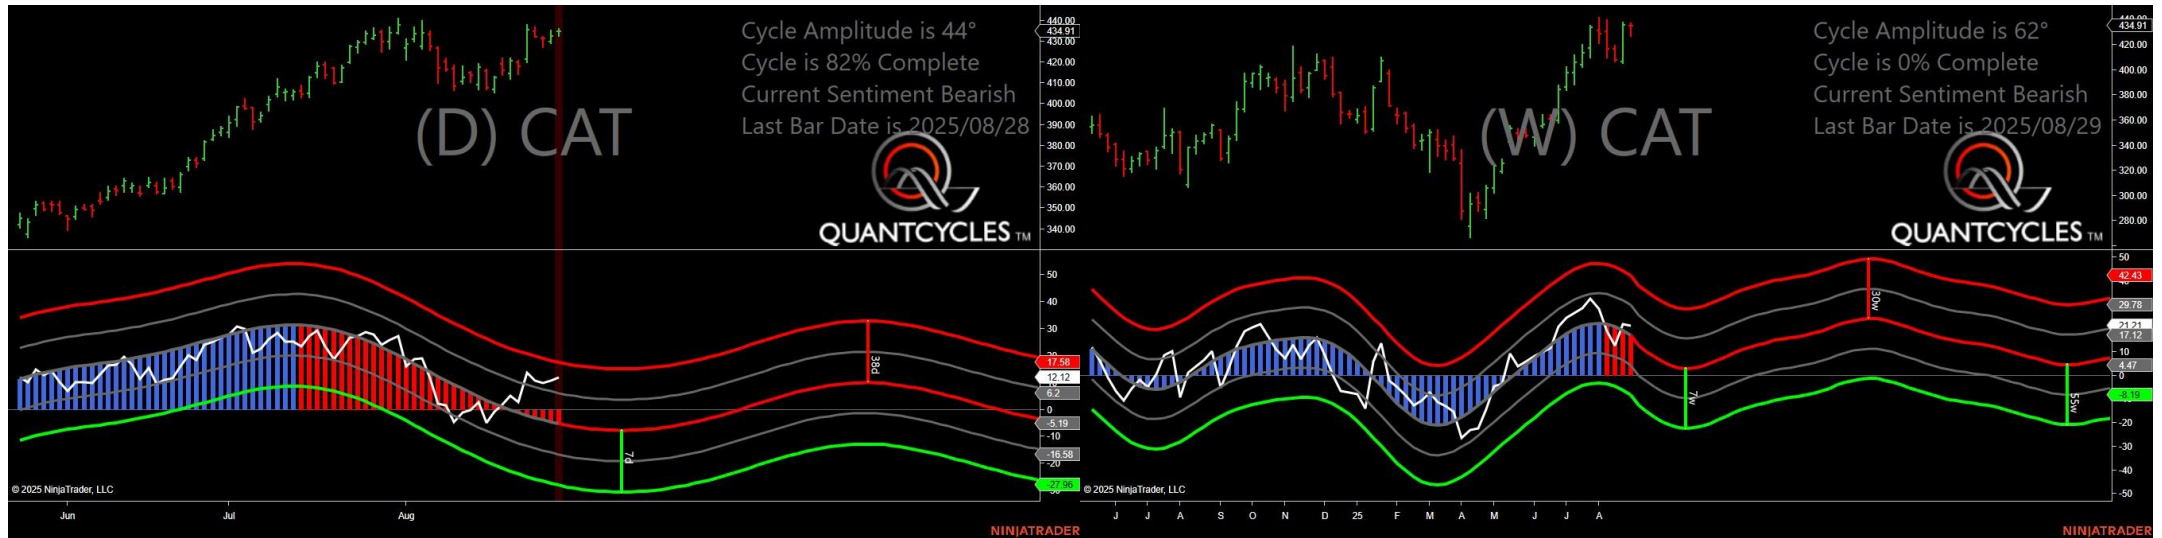 Cycle Amplitude is 44°
Cycle is 82% Complete
Current Sentiment Bearish
Last Bar Date is 2025/08/28
(D) CAT
QUANTCYCLES TM
440.00
434.91
430.00
420.00
410.00
400.00
390.00
380.00
370.00
360.00
350.00
340.00
50
40
30
17.58
12.12
6.2
0
-5.19
-10
-16.58
-20
-27.96
38d
7d
© 2025 NinjaTrader, LLC
Jun Jul Aug
NINJATRADER
Cycle Amplitude is 62°
Cycle is 0% Complete
Current Sentiment Bearish
Last Bar Date is 2025/08/29
(W) CAT
QUANTCYCLES TM
440.00
434.91
420.00
400.00
380.00
360.00
340.00
320.00
300.00
280.00
50
42.43
29.78
21.21
17.12
10
4.47
0
-8.19
-20
-30
-40
-50
30w
7w
55w
© 2025 NinjaTrader, LLC
J J A S O N D 25 F M A M J J A
NINJATRADER